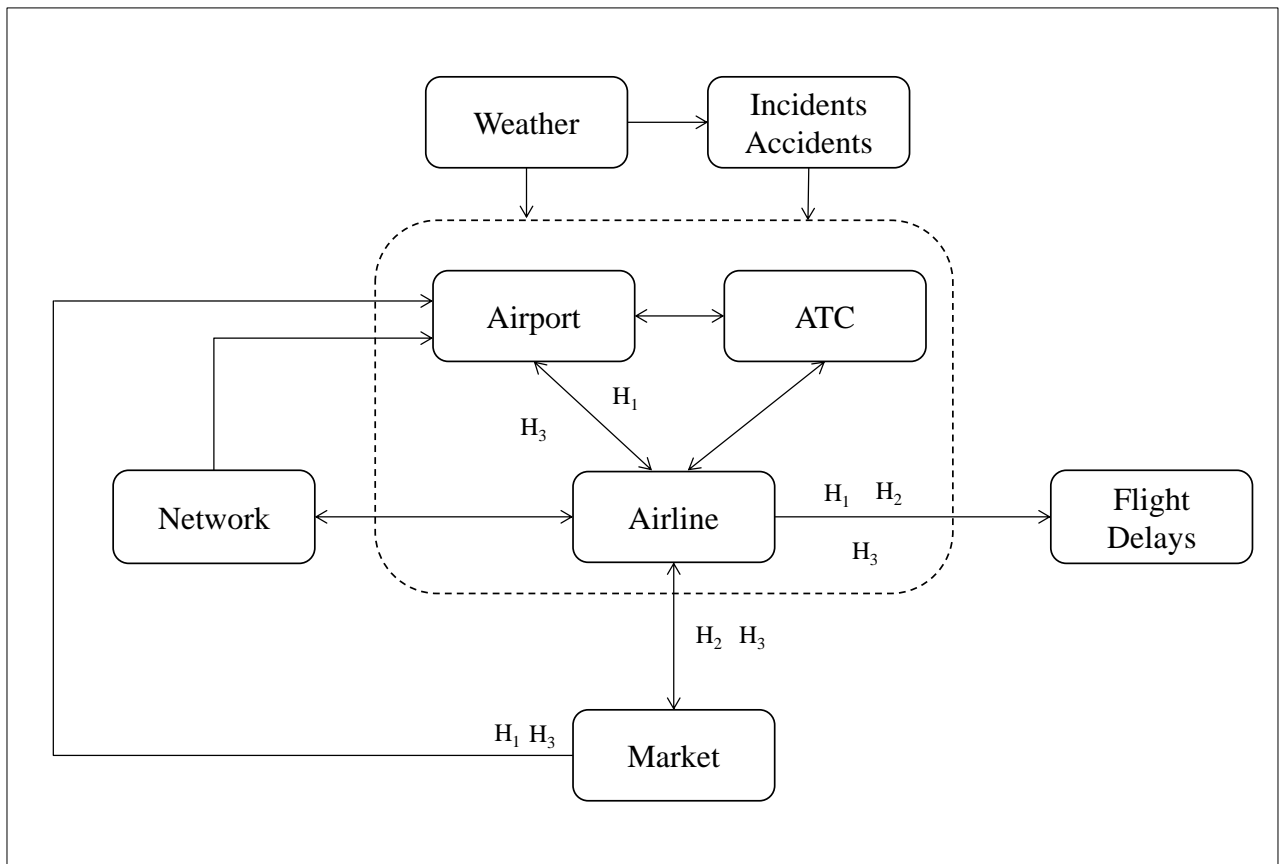 Weather
Incidents
Accidents
Airport
ATC
H₁
H₃
Network
Airline
H₁ H₂
H₃
Flight
Delays
H₂ H₃
H₁ H₃
Market